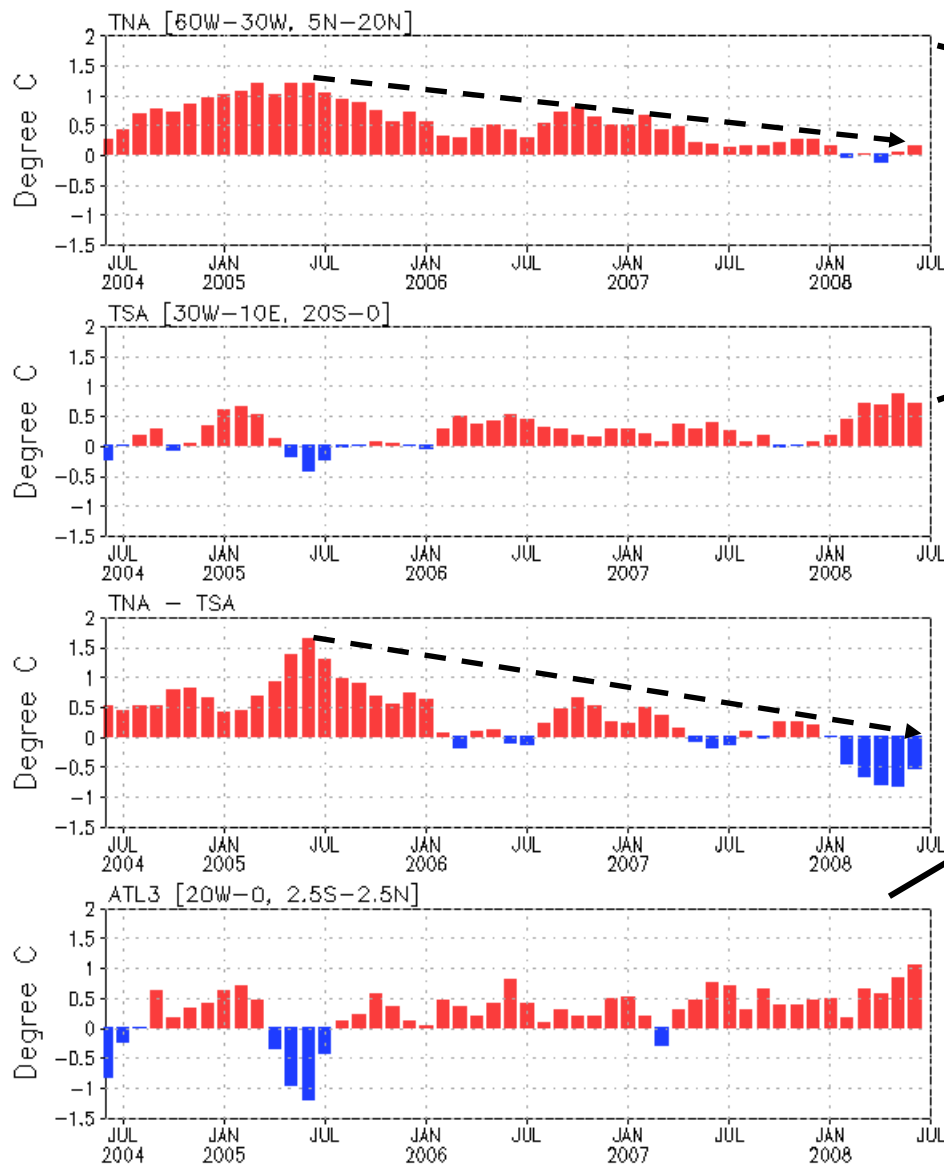 TNA [60W−30W, 5N−20N]
Degree C
2
1.5
1
0.5
0
−0.5
−1
−1.5
JUL JAN JUL JAN JUL JAN JUL JAN JUL
2004 2005 2006 2007 2008
TSA [30W−10E, 20S−0]
Degree C
2
1.5
1
0.5
0
−0.5
−1
−1.5
JUL JAN JUL JAN JUL JAN JUL JAN JUL
2004 2005 2006 2007 2008
TNA − TSA
2
1.5
1
0.5
0
−0.5
−1
−1.5
JUL JAN JUL JAN JUL JAN JUL JAN JUL
2004 2005 2006 2007 2008
ATL3 [20W−0, 2.5S−2.5N]
Degree C
2
1.5
1
0.5
0
−0.5
−1
−1.5
JUL JAN JUL JAN JUL JAN JUL JAN JUL
2004 2005 2006 2007 2008